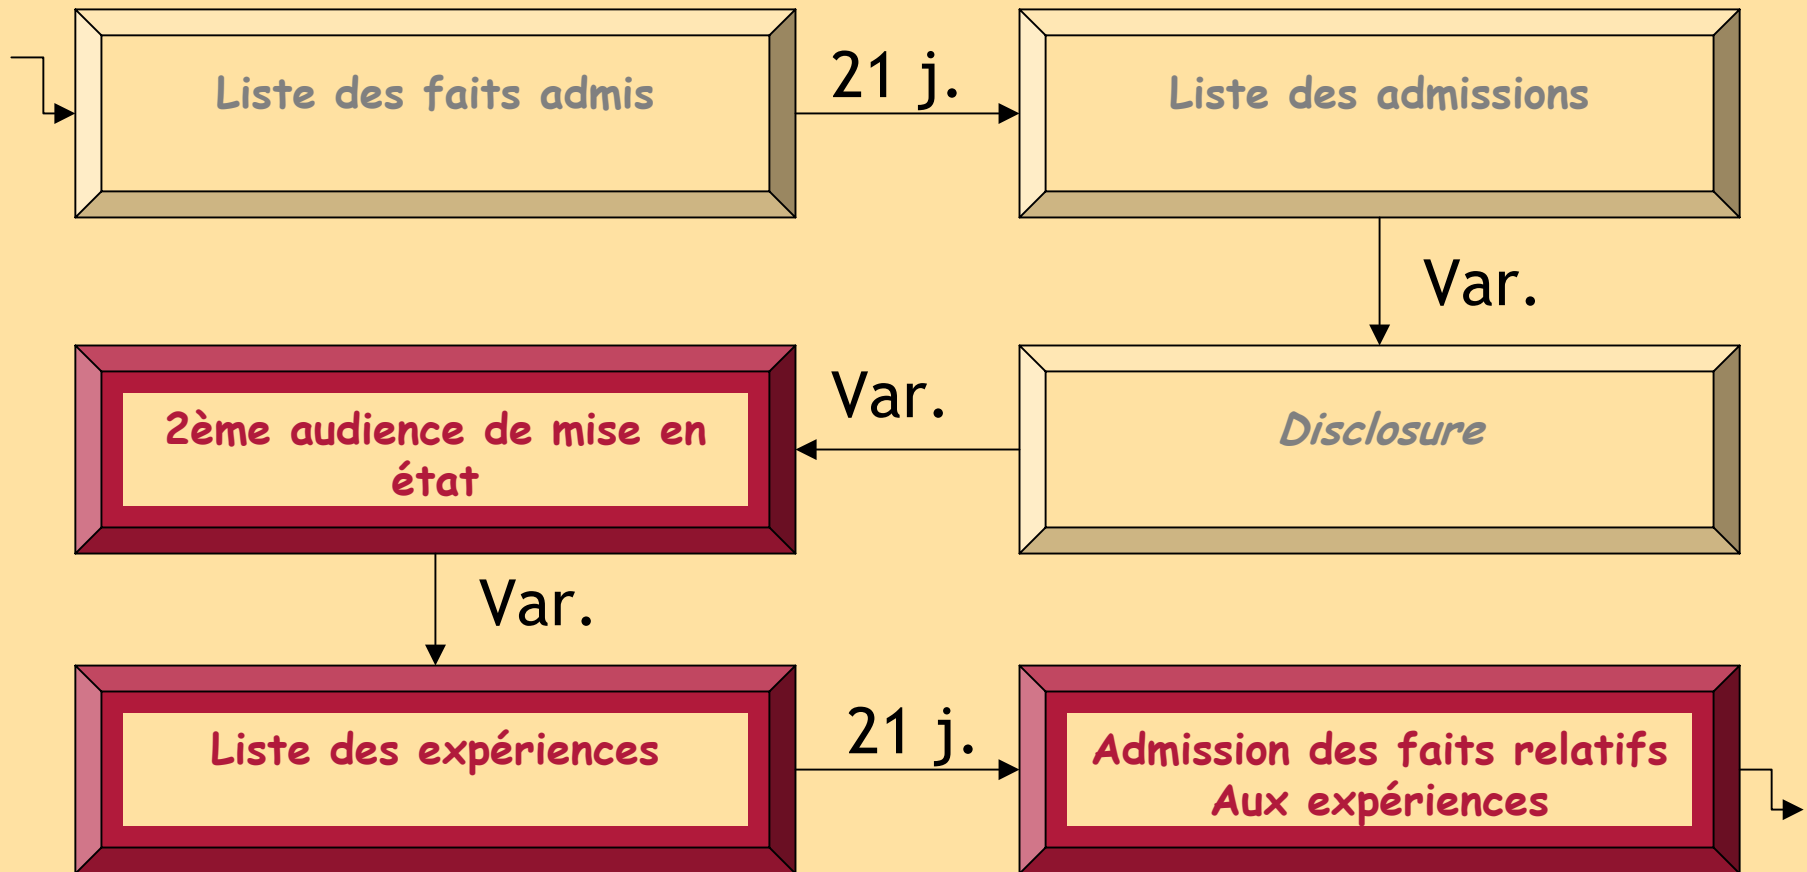 Liste des faits admis
21 j.
Liste des admissions
Var.
Disclosure
Var.
2ème audience de mise en
état
Var.
Liste des expériences
21 j.
Admission des faits relatifs
Aux expériences